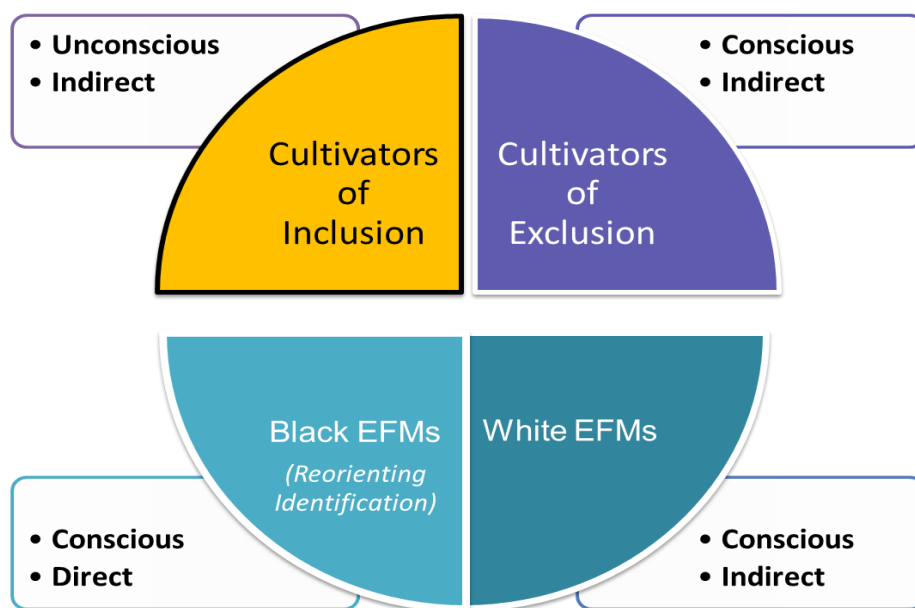 • Unconscious
• Indirect
• Conscious
• Indirect
Cultivators
of
Inclusion
Cultivators
of
Exclusion
Black EFMs
(Reorienting
Identification)
White EFMs
• Conscious
• Direct
• Conscious
• Indirect